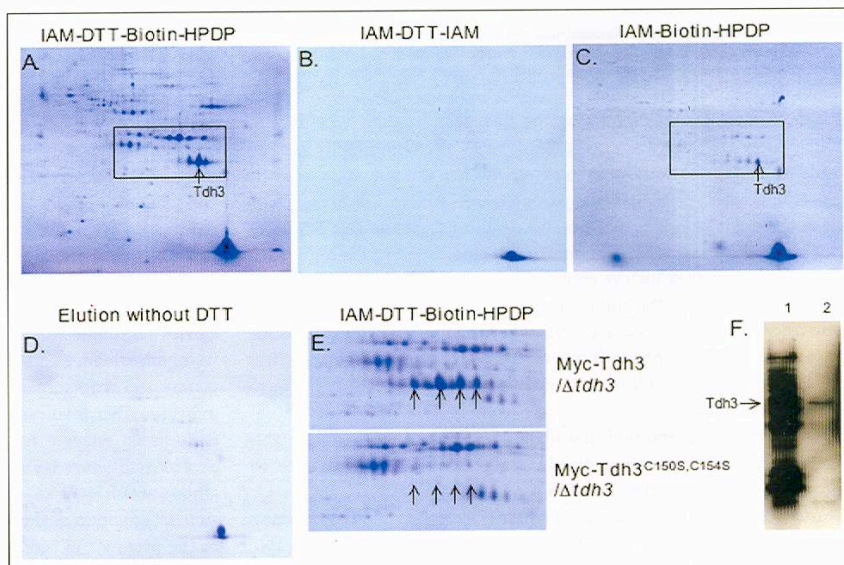 IAM-DTT-Biotin-HPDP
IAM-DTT-IAM
IAM-Biotin-HPDP
A.
B.
C.
Tdh3
Tdh3
Elution without DTT
IAM-DTT-Biotin-HPDP
1 2
D.
E.
F.
Myc-Tdh3
/Δtdh3
Tdh3
Myc-Tdh3C150S,C154S
/Δtdh3